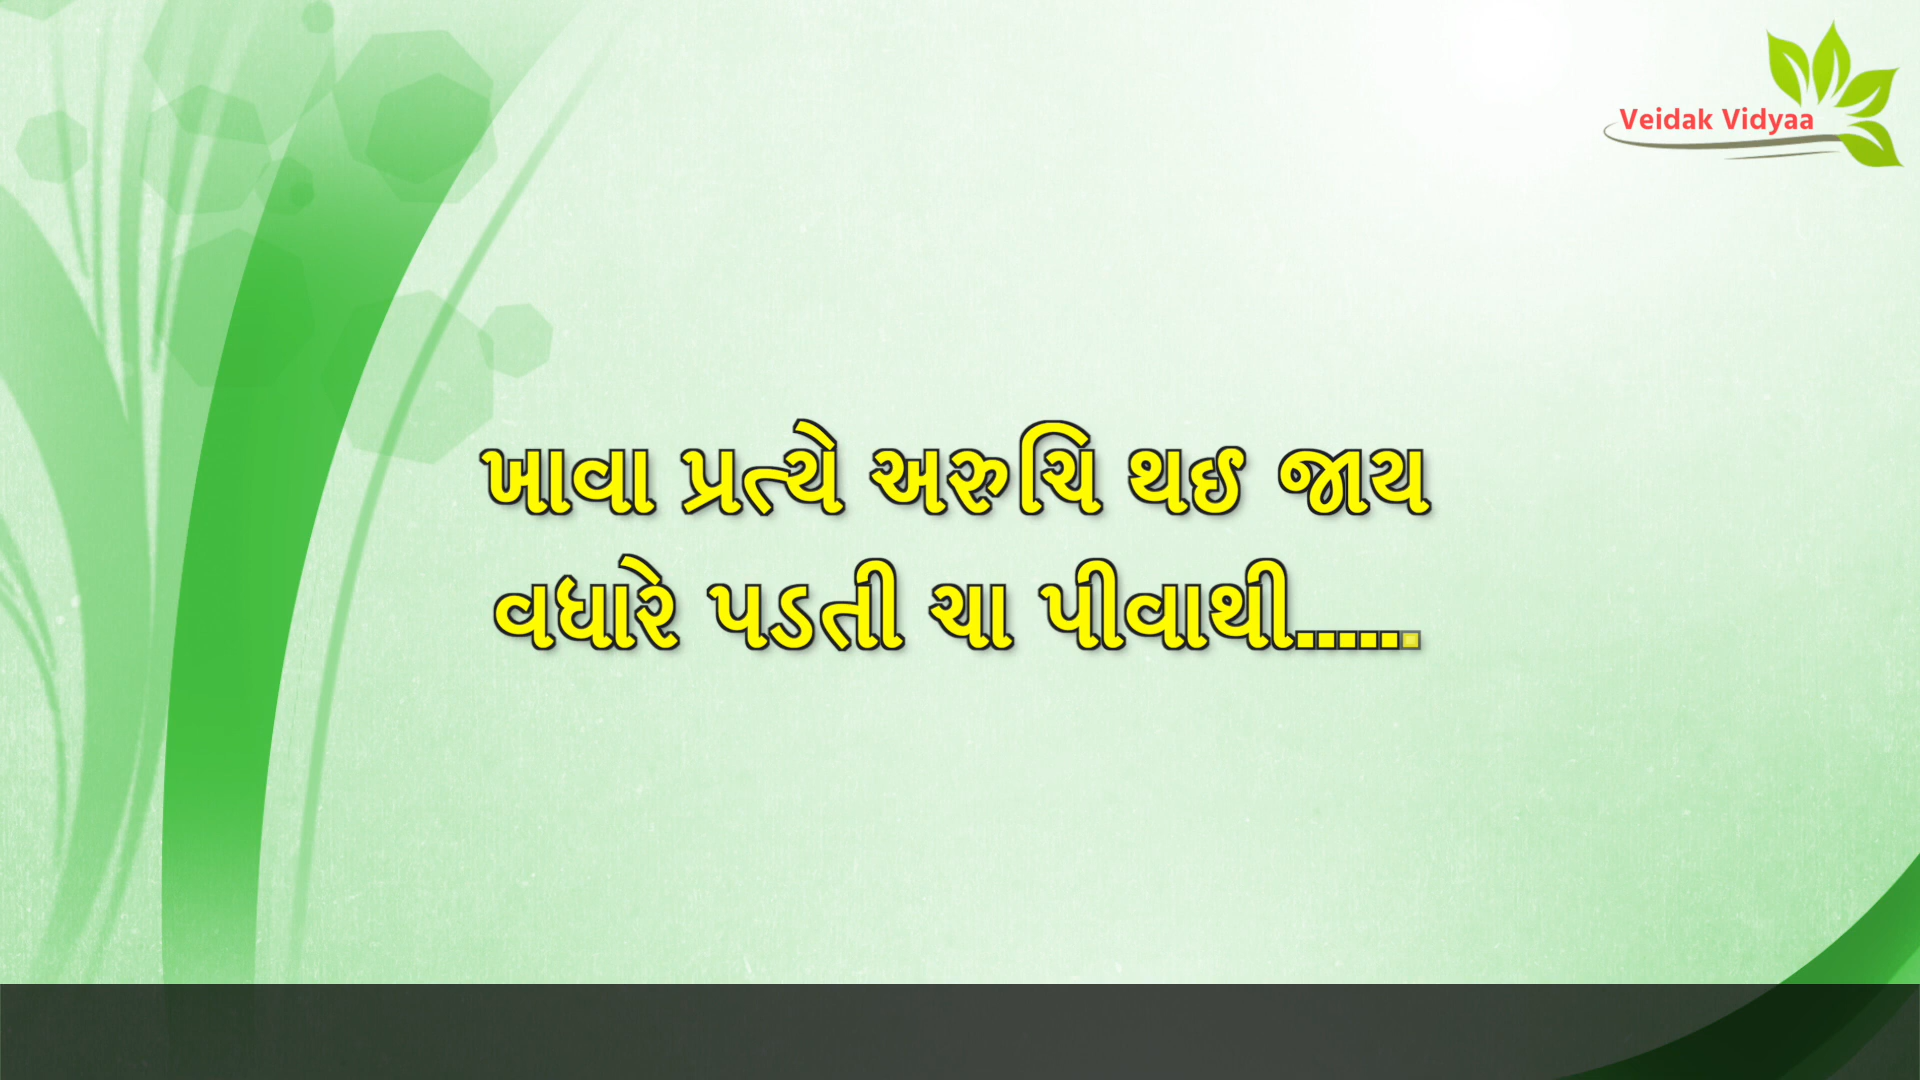 Veidak Vidyaa
ખાવા પ્રત્યે અરુચિ થઇ જાય
વધારે પડતી ચા પીવાથી......